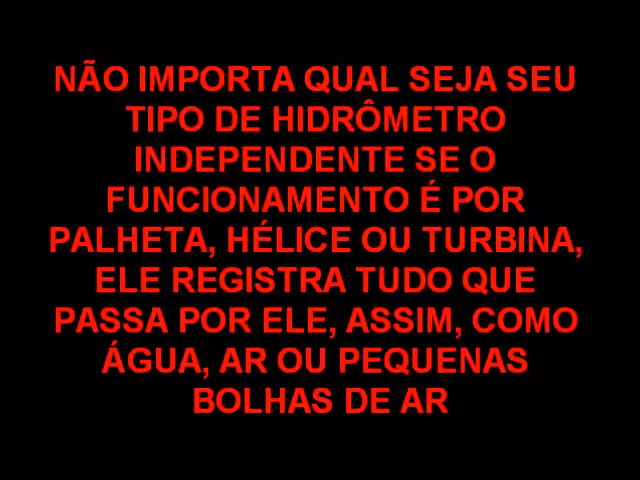 NÃO IMPORTA QUAL SEJA SEU
TIPO DE HIDRÔMETRO
INDEPENDENTE SE O
FUNCIONAMENTO É POR
PALHETA, HÉLICE OU TURBINA,
ELE REGISTRA TUDO QUE
PASSA POR ELE, ASSIM, COMO
ÁGUA, AR OU PEQUENAS
BOLHAS DE AR